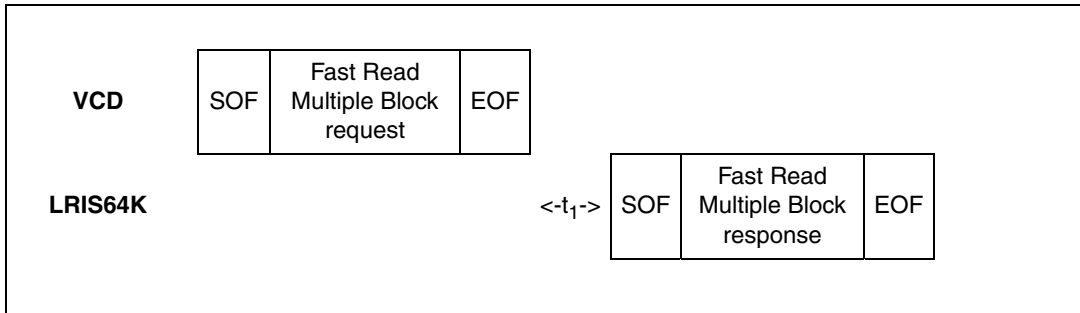 VCD
SOF
Fast Read
Multiple Block
request
EOF
LRIS64K
<-t₁->
SOF
Fast Read
Multiple Block
response
EOF